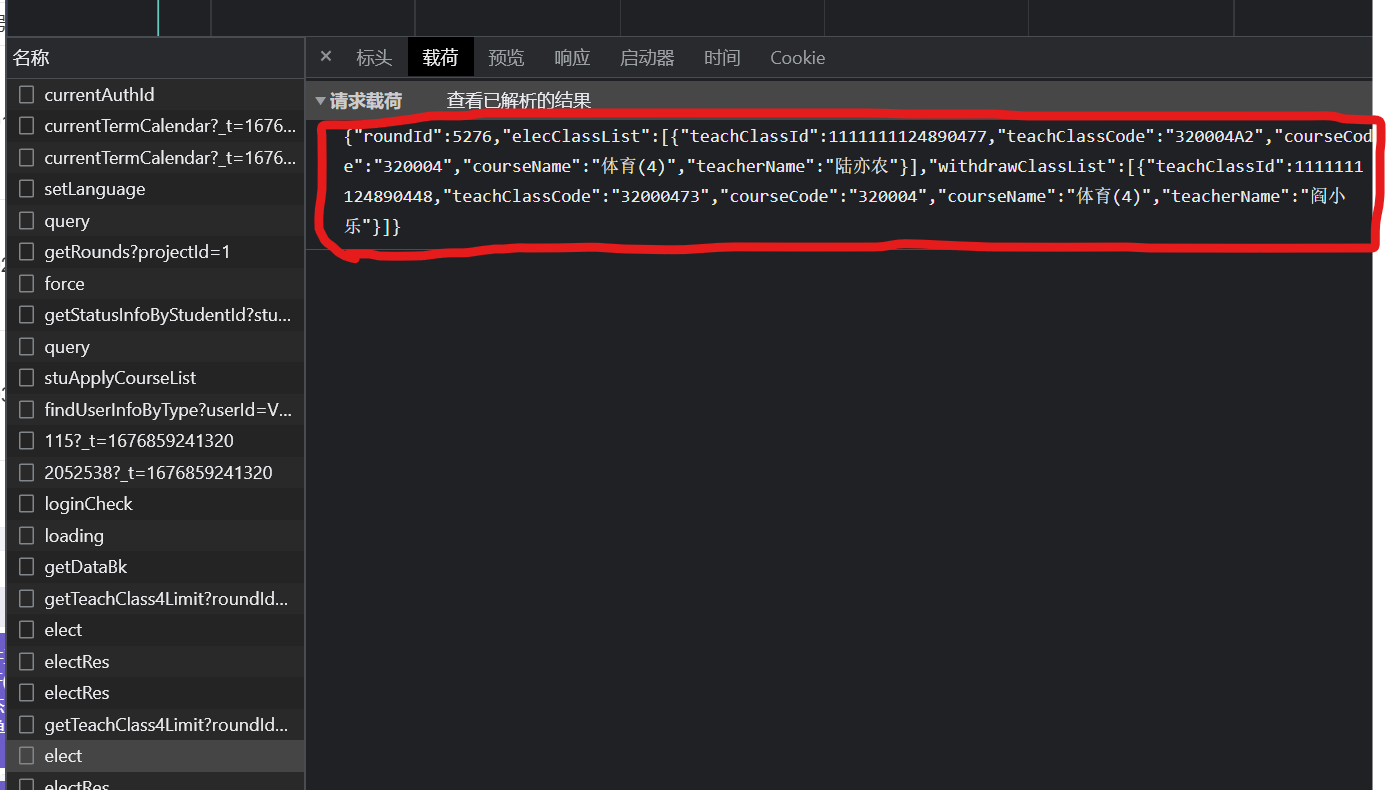 名称
currentAuthId
currentTermCalendar?_t=1676...
currentTermCalendar?_t=1676...
setLanguage
query
getRounds?projectId=1
force
getStatusInfoByStudentId?stu...
query
stuApplyCourseList
findUserInfoByType?userId=V...
115?_t=1676859241320
2052538?_t=1676859241320
loginCheck
loading
getDataBk
getTeachClass4Limit?roundId...
elect
electRes
electRes
getTeachClass4Limit?roundId...
elect
electRes
× 标头 载荷 预览 响应 启动器 时间 Cookie
▼请求载荷 查看已解析的结果
{"roundId":5276,"elecClassList":[{"teachClassId":1111111124890477,"teachClassCode":"320004A2","courseCod
e":"320004","courseName":"体育(4)","teacherName":"陆亦农"}],"withdrawClassList":[{"teachClassId":1111111
124890448,"teachClassCode":"32000473","courseCode":"320004","courseName":"体育(4)","teacherName":"阎小
乐"}]}